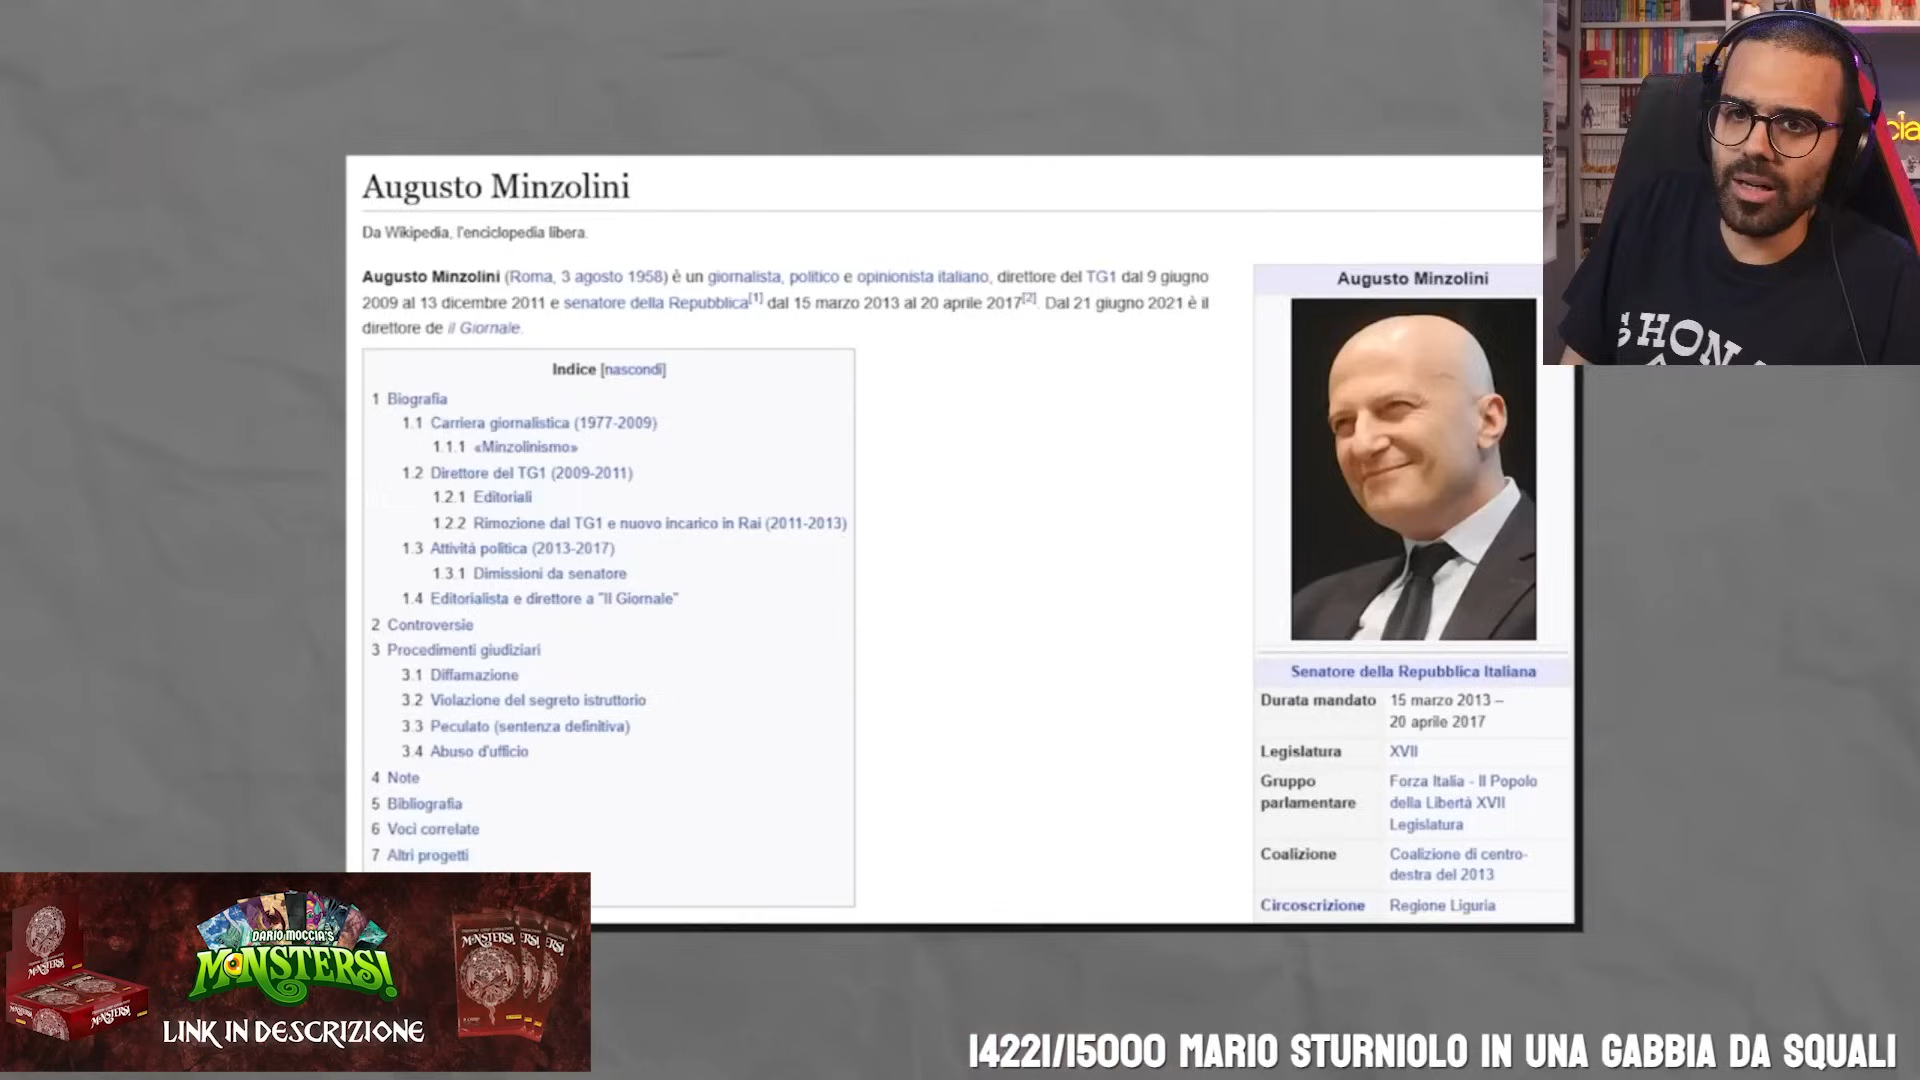 Augusto Minzolini
Da Wikipedia, l'enciclopedia libera.
Augusto Minzolini (Roma, 3 agosto 1958) è un giornalista, politico e opinionista italiano, direttore del TG1 dal 9 giugno
2009 al 13 dicembre 2011 e senatore della Repubblica[1] dal 15 marzo 2013 al 20 aprile 2017[2]. Dal 21 giugno 2021 è il
direttore de il Giornale.
Indice [nascondi]
1 Biografia
1.1 Carriera giornalistica (1977-2009)
1.1.1 «Minzolinismo»
1.2 Direttore del TG1 (2009-2011)
1.2.1 Editoriali
1.2.2 Rimozione dal TG1 e nuovo incarico in Rai (2011-2013)
1.3 Attività politica (2013-2017)
1.3.1 Dimissioni da senatore
1.4 Editorialista e direttore a "Il Giornale"
2 Controversie
3 Procedimenti giudiziari
3.1 Diffamazione
3.2 Violazione del segreto istruttorio
3.3 Peculato (sentenza definitiva)
3.4 Abuso d'ufficio
4 Note
5 Bibliografia
6 Voci correlate
7 Altri progetti
Augusto Minzolini
Senatore della Repubblica Italiana
Durata mandato 15 marzo 2013 –
20 aprile 2017
Legislatura XVII
Gruppo parlamentare Forza Italia - Il Popolo
della Libertà XVII
Legislatura
Coalizione Coalizione di centro-
destra del 2013
Circoscrizione Regione Liguria
cia
SHON
DARIO MOCCIA'S
MONSTERS!
LINK IN DESCRIZIONE
MONSTERS!
MONSTERS!
MONSTERS!
14221/15000 MARIO STURNIOLO IN UNA GABBIA DA SQUALI